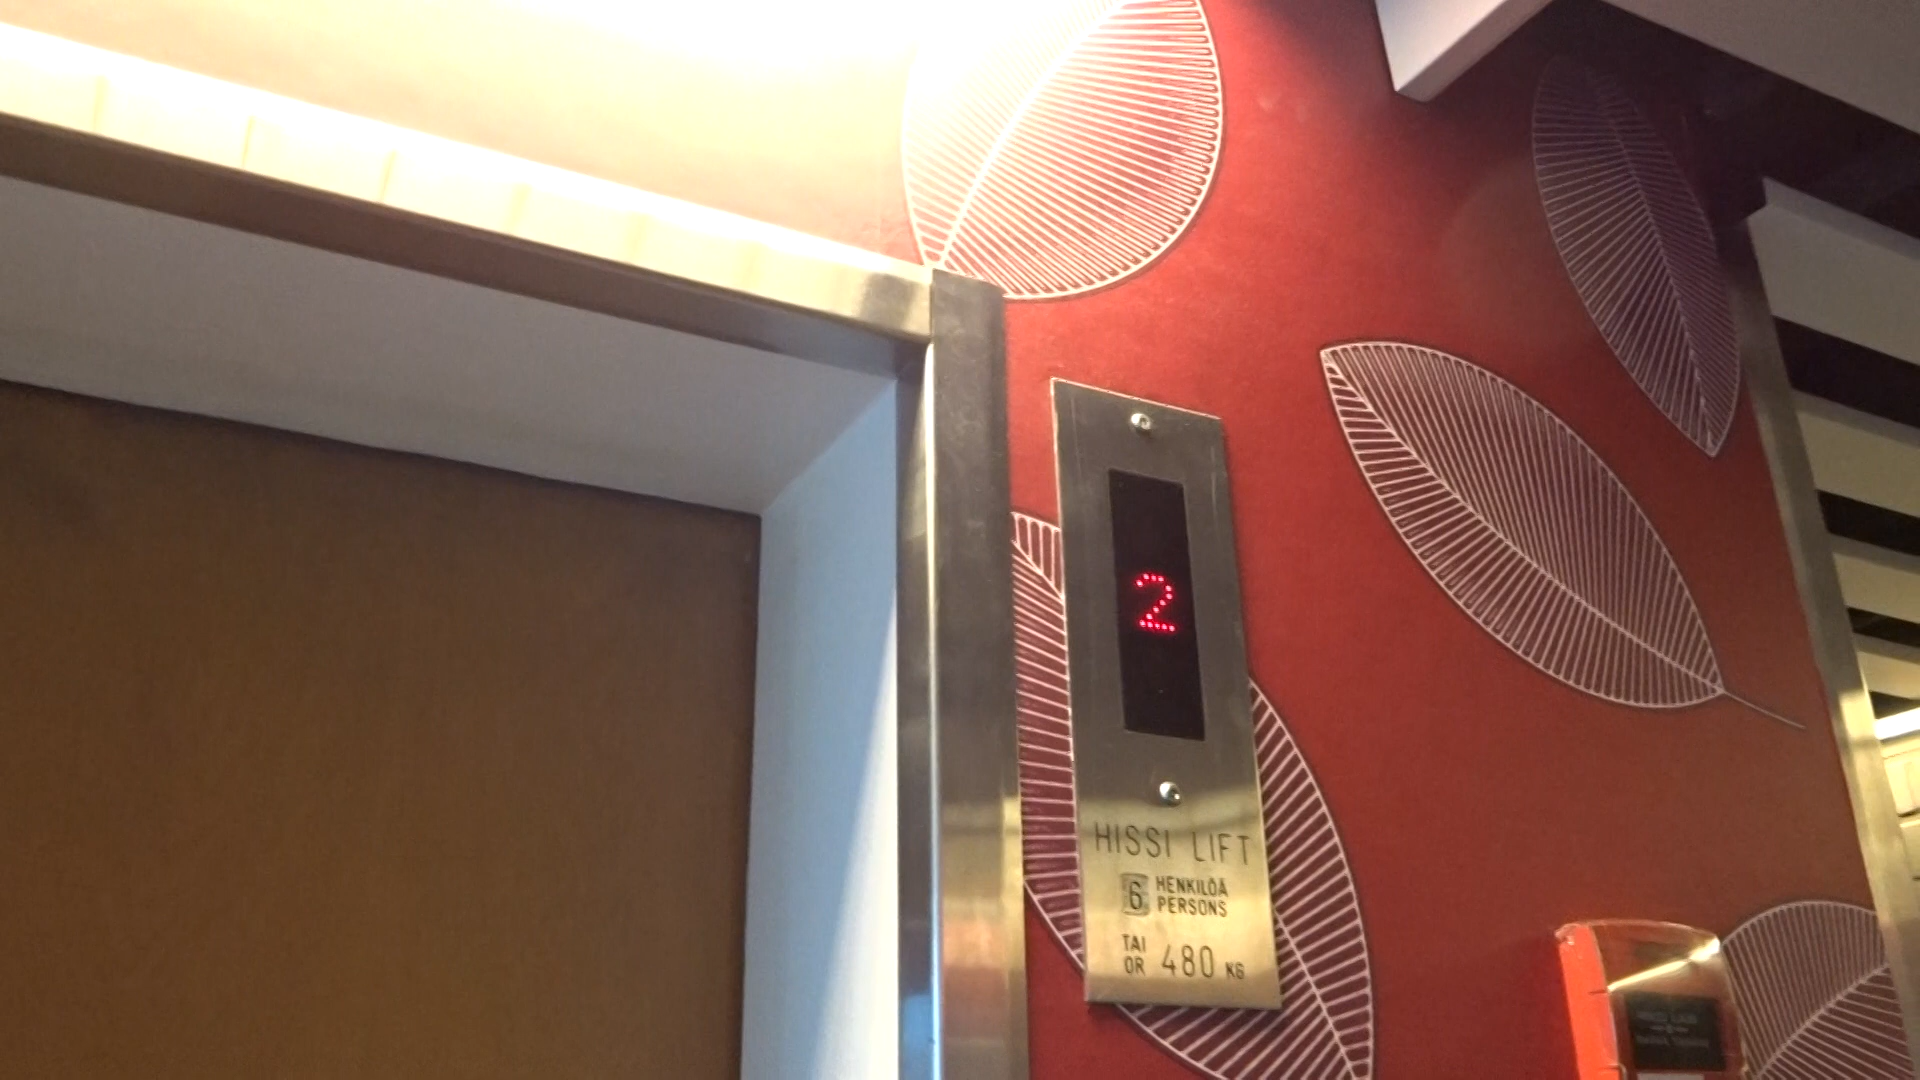 2
HISSI LIFT
6 HENKILÖÄ
PERSONS
TAI
OR 480 KG